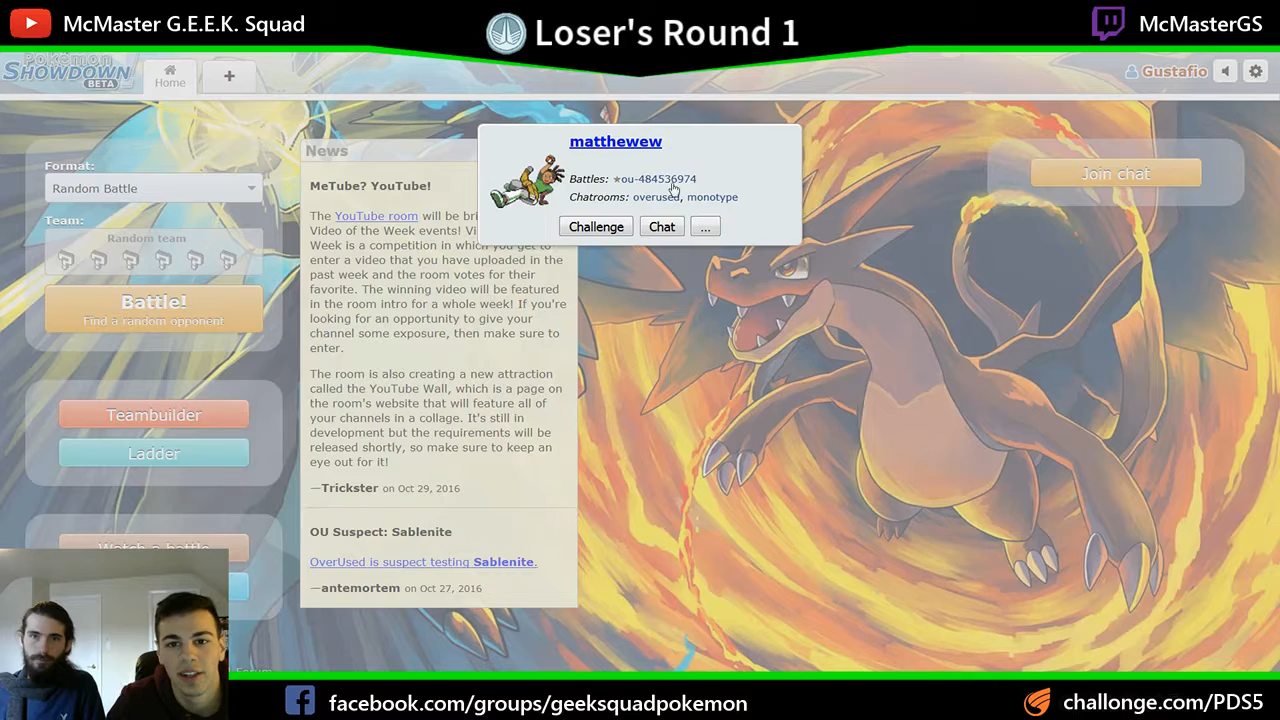 McMaster G.E.E.K. Squad
Loser's Round 1
McMasterGS
Pokémon
SHOWDOWN
BETA
Home
+
Gustafio
Format:
Random Battle
Team:
Random team
Battle!
Find a random opponent
Teambuilder
Ladder
Watch a battle
News
MeTube? YouTube!
The YouTube room will be bri
Video of the Week events! Vi
Week is a competition in which you get to
enter a video that you have uploaded in the
past week and the room votes for their
favorite. The winning video will be featured
in the room intro for a whole week! If you're
looking for an opportunity to give your
channel some exposure, then make sure to
enter.
The room is also creating a new attraction
called the YouTube Wall, which is a page on
the room's website that will feature all of
your channels in a collage. It's still in
development but the requirements will be
released shortly, so make sure to keep an
eye out for it!
—Trickster on Oct 29, 2016
OU Suspect: Sablenite
OverUsed is suspect testing Sablenite.
—antemortem on Oct 27, 2016
matthewew
Battles: ★ou-484536974
Chatrooms: overused, monotype
Challenge
Chat
...
Join chat
Forum
facebook.com/groups/geeksquadpokemon
challonge.com/PDS5